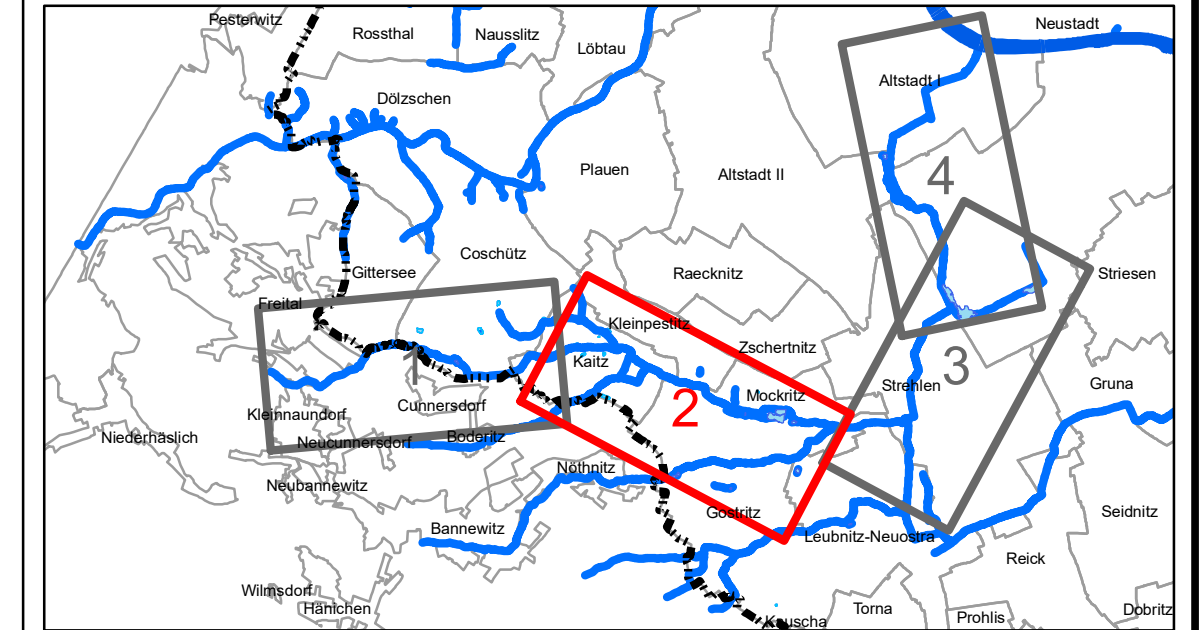 Pesterwitz
Neustadt
Rossthal
Nausslitz
Löbtau
Altstadt I
Dölzschen
Plauen
Altstadt II
4
Coschütz
Gittersee
Raecknitz
Striesen
Freital
Kleinpestitz
Zschertnitz
Kaitz
1
3
Strehlen
Gruna
Mockritz
2
Cunnersdorf
Kleinnaundorf
Niederhäslich
Neucunnersdorf
Boderitz
Nöthnitz
Neubannewitz
Gostritz
Seidnitz
Bannewitz
Leubnitz-Neuostra
Reick
Wilmsdorf
Hänichen
Torna
Prohlis
Dobritz
Kauscha